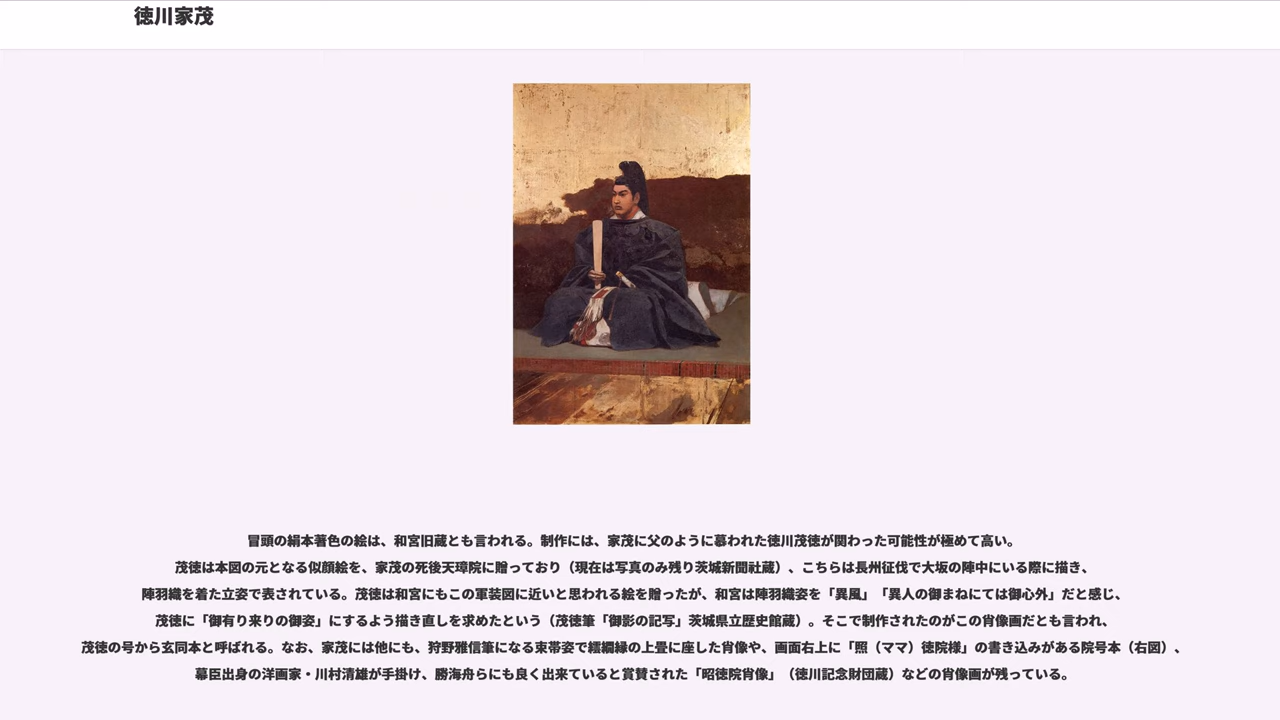 徳川家茂
冒頭の絹本著色の絵は、和宮旧蔵とも言われる。制作には、家茂に父のように慕われた徳川茂徳が関わった可能性が極めて高い。
茂徳は本図の元となる似顔絵を、家茂の死後天璋院に贈っており（現在は写真のみ残り茨城新聞社蔵）、こちらは長州征伐で大坂の陣中にいる際に描き、
陣羽織を着た立姿で表されている。茂徳は和宮にもこの軍装図に近いと思われる絵を贈ったが、和宮は陣羽織姿を「異風」「異人の御まねにては御心外」だと感じ、
茂徳に「御有り来りの御姿」にするよう描き直しを求めたという（茂徳筆「御影の記写」茨城県立歴史館蔵）。そこで制作されたのがこの肖像画だとも言われ、
茂徳の号から玄同本と呼ばれる。なお、家茂には他にも、狩野雅信筆になる束帯姿で繧繝縁の上畳に座した肖像や、画面右上に「照（ママ）徳院様」の書き込みがある院号本（右図）、
幕臣出身の洋画家・川村清雄が手掛け、勝海舟らにも良く出来ていると賞賛された「昭徳院肖像」（徳川記念財団蔵）などの肖像画が残っている。